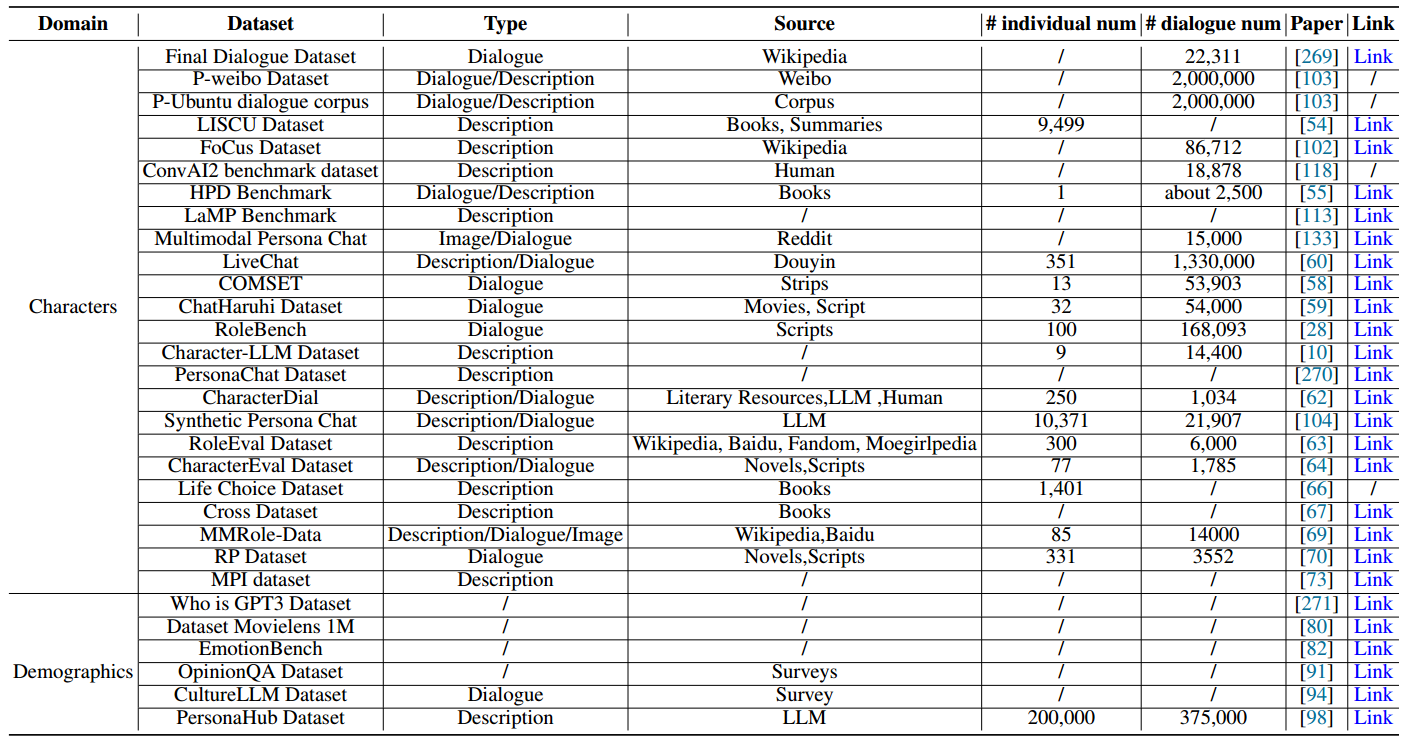 Domain Dataset Type Source # individual num # dialogue num Paper Link
Final Dialogue Dataset Dialogue Wikipedia / 22,311 [269] Link
P-weibo Dataset Dialogue/Description Weibo / 2,000,000 [103] /
P-Ubuntu dialogue corpus Dialogue/Description Corpus / 2,000,000 [103] /
LISCU Dataset Description Books, Summaries 9,499 / [54] Link
FoCus Dataset Description Wikipedia / 86,712 [102] Link
ConvAI2 benchmark dataset Description Human / 18,878 [118] /
HPD Benchmark Dialogue/Description Books 1 about 2,500 [55] Link
LaMP Benchmark Description / / / [113] Link
Multimodal Persona Chat Image/Dialogue Reddit / 15,000 [133] Link
LiveChat Description/Dialogue Douyin 351 1,330,000 [60] Link
COMSET Dialogue Strips 13 53,903 [58] Link
Characters ChatHaruhi Dataset Dialogue Movies, Script 32 54,000 [59] Link
RoleBench Dialogue Scripts 100 168,093 [28] Link
Character-LLM Dataset Description / 9 14,400 [10] Link
PersonaChat Dataset Description / / / [270] Link
CharacterDial Description/Dialogue Literary Resources,LLM ,Human 250 1,034 [62] Link
Synthetic Persona Chat Description/Dialogue LLM 10,371 21,907 [104] Link
RoleEval Dataset Description/Dialogue Wikipedia, Baidu, Fandom, Moegirlpedia 300 6,000 [63] Link
CharacterEval Dataset Description/Dialogue Novels,Scripts 77 1,785 [64] Link
Life Choice Dataset Description Books 1,401 / [66] /
Cross Dataset Description Books / / [67] Link
MMRole-Data Description/Dialogue/Image Wikipedia,Baidu 85 14000 [69] Link
RP Dataset Dialogue Novels,Scripts 331 3552 [70] Link
MPI dataset Description / / / [73] Link
Who is GPT3 Dataset / / / / [271] Link
Dataset Movielens 1M / / / / [80] Link
EmotionBench / / / / [82] Link
Demographics OpinionQA Dataset / Surveys / / [91] Link
CultureLLM Dataset Dialogue Survey / / [94] Link
PersonaHub Dataset Description LLM 200,000 375,000 [98] Link